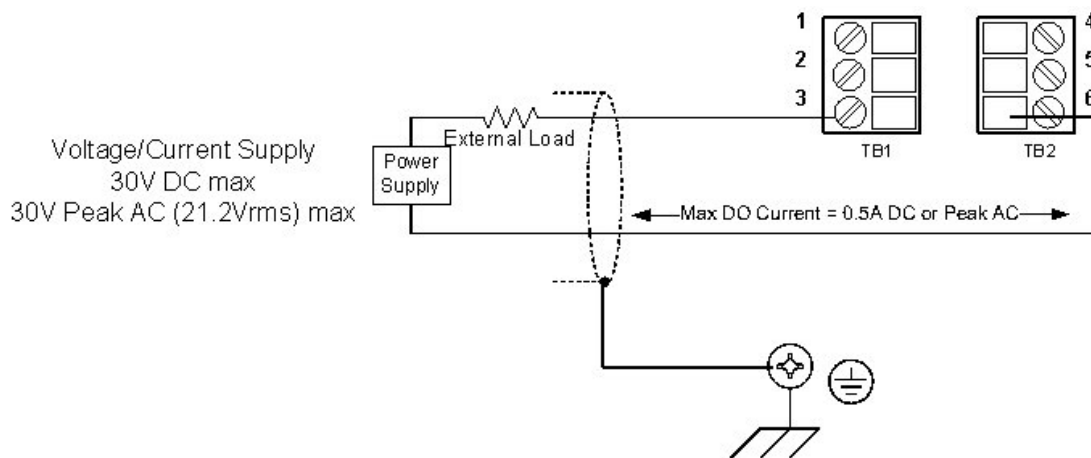 1
2
3
4
5
6
TB1
TB2
External Load
Power
Supply
Voltage/Current Supply
30V DC max
30V Peak AC (21.2Vrms) max
Max DO Current = 0.5A DC or Peak AC